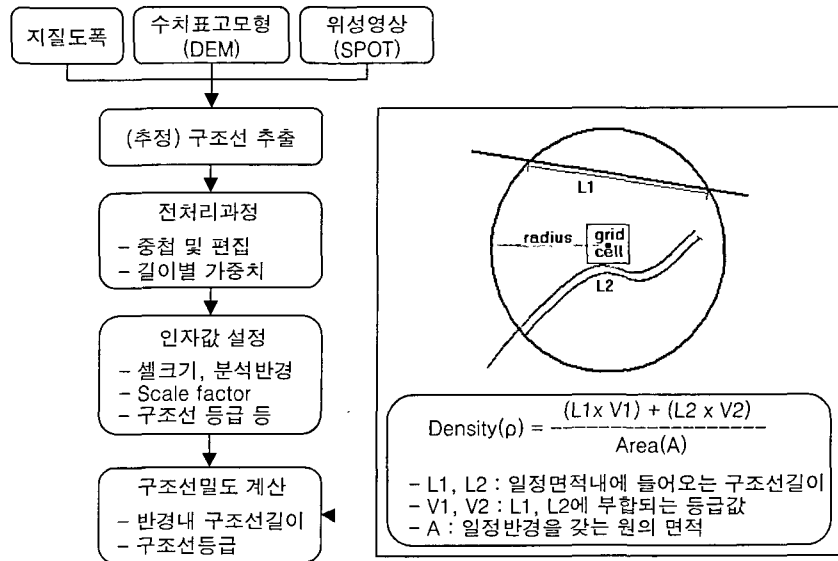 지질도폭
수치표고모형
(DEM)
위성영상
(SPOT)
(추정) 구조선 추출
전처리과정
- 중첩 및 편집
- 길이별 가중치
인자값 설정
- 셀크기, 분석반경
- Scale factor
- 구조선 등급 등
구조선밀도 계산
- 반경내 구조선길이
- 구조선등급
L1
radius
grid
cell
L2
Density(ρ) = (L1x V1) + (L2 x V2)
Area(A)
- L1, L2 : 일정면적내에 들어오는 구조선길이
- V1, V2 : L1, L2에 부합되는 등급값
- A : 일정반경을 갖는 원의 면적